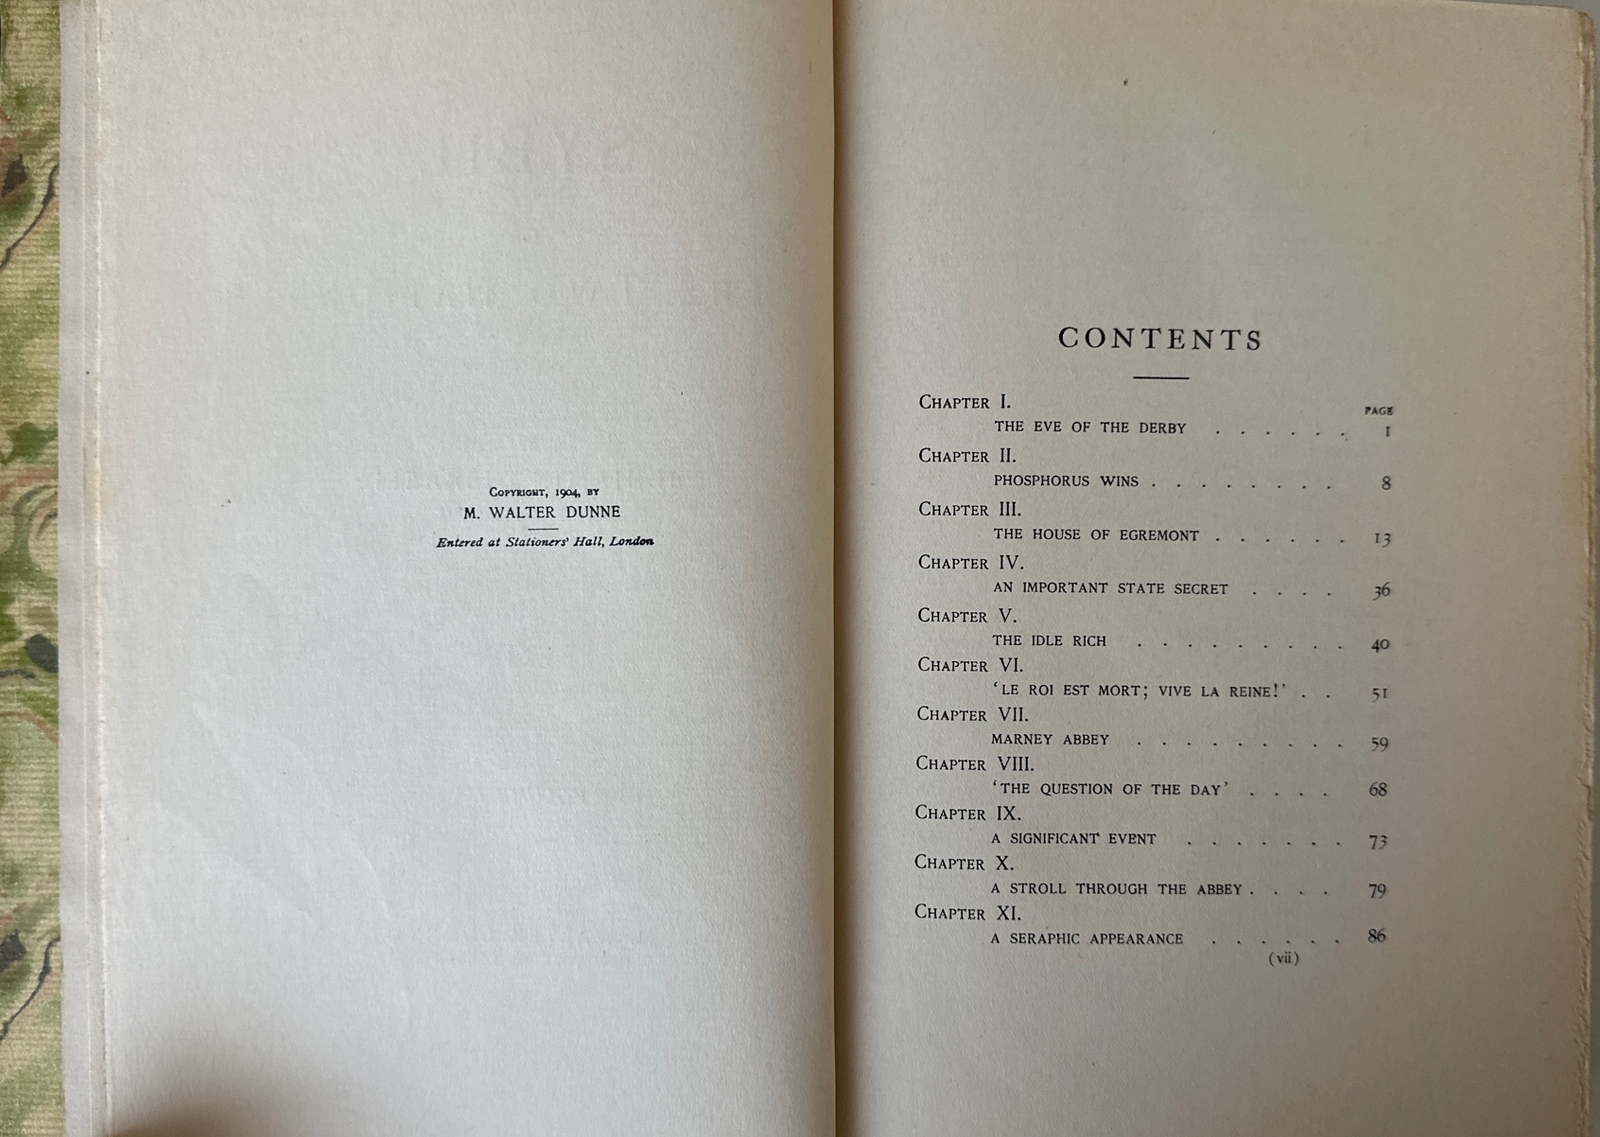 COPYRIGHT, 1904, BY
M. WALTER DUNNE
Entered at Stationers' Hall, London
CONTENTS
CHAPTER I.
PAGE
THE EVE OF THE DERBY . . . . . . 1
CHAPTER II.
PHOSPHORUS WINS . . . . . . . . 8
CHAPTER III.
THE HOUSE OF EGREMONT . . . . . . 13
CHAPTER IV.
AN IMPORTANT STATE SECRET . . . . 36
CHAPTER V.
THE IDLE RICH . . . . . . . . . 40
CHAPTER VI.
'LE ROI EST MORT; VIVE LA REINE!' . . 51
CHAPTER VII.
MARNEY ABBEY . . . . . . . . . 59
CHAPTER VIII.
'THE QUESTION OF THE DAY' . . . . 68
CHAPTER IX.
A SIGNIFICANT EVENT . . . . . . . 73
CHAPTER X.
A STROLL THROUGH THE ABBEY . . . . 79
CHAPTER XI.
A SERAPHIC APPEARANCE . . . . . . 86
(vii)